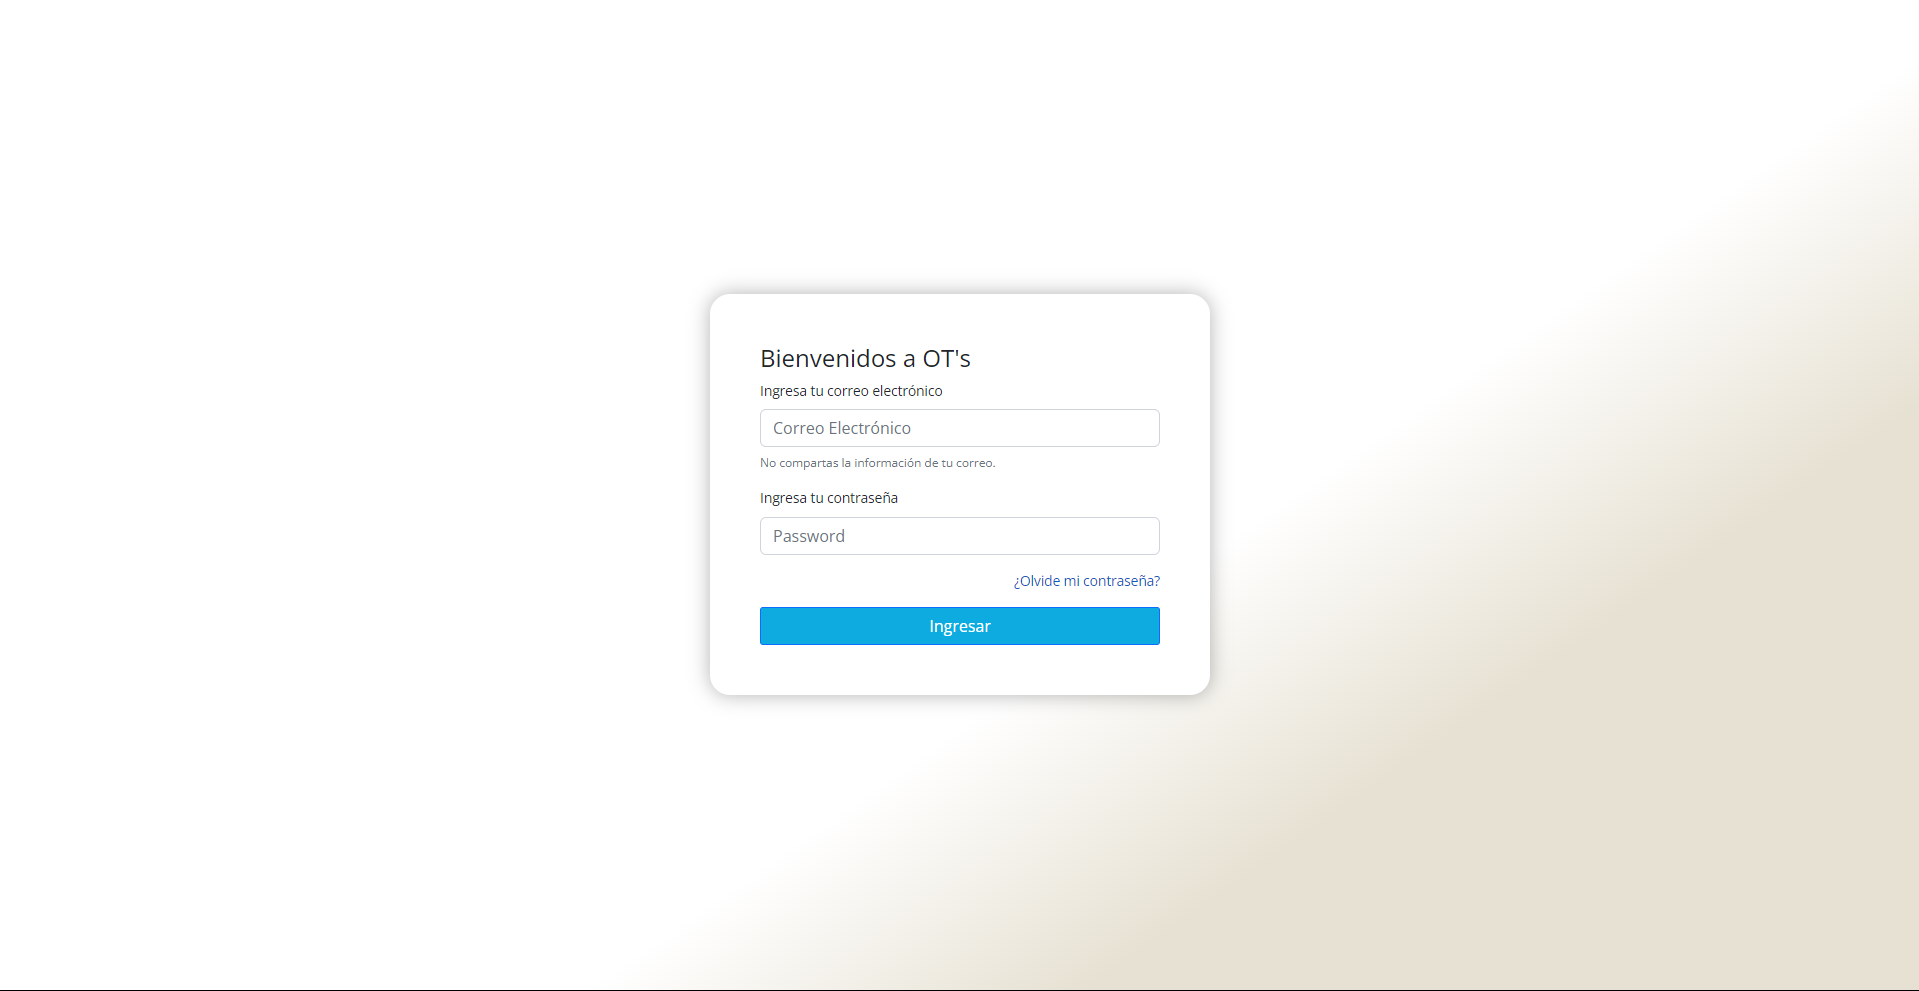 Bienvenidos a OT's
Ingresa tu correo electrónico
Correo Electrónico
No compartas la información de tu correo.
Ingresa tu contraseña
Password
¿Olvide mi contraseña?
Ingresar